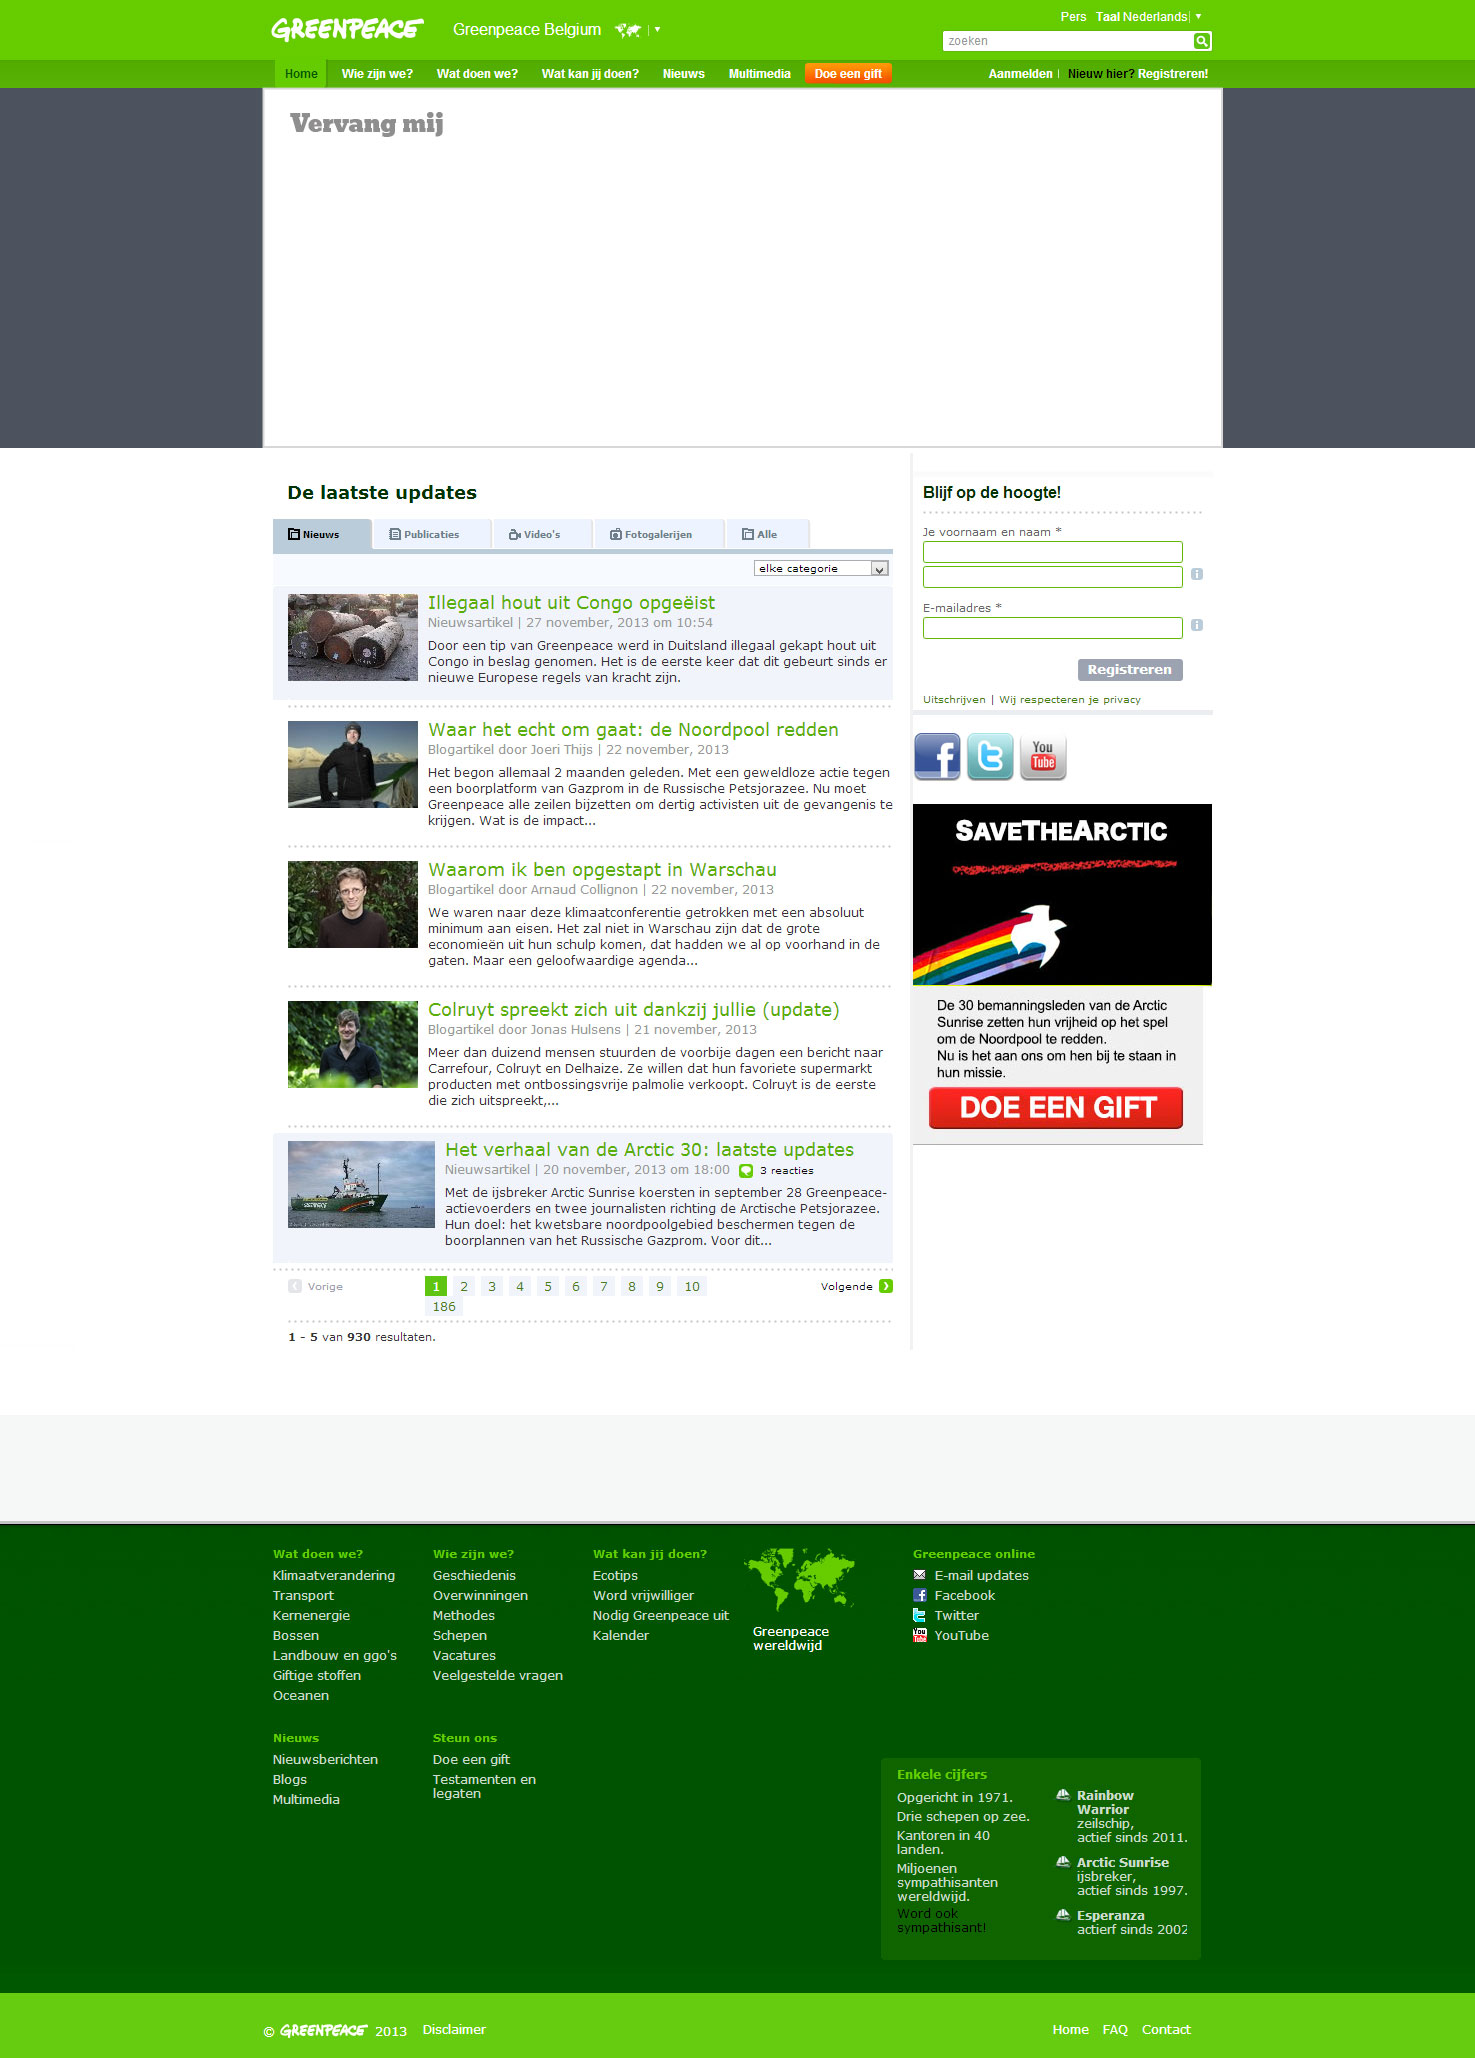 GREENPEACE
Greenpeace Belgium
Pers Taal Nederlands
zoeken
Home Wie zijn we? Wat doen we? Wat kan jij doen? Nieuws Multimedia Doe een gift Aanmelden | Nieuw hier? Registreren!
Vervang mij
De laatste updates
Nieuws Publicaties Video's Fotogalerijen Alle
elke categorie
Illegaal hout uit Congo opgeëist
Nieuwsartikel | 27 november, 2013 om 10:54
Door een tip van Greenpeace werd in Duitsland illegaal gekapt hout uit
Congo in beslag genomen. Het is de eerste keer dat dit gebeurt sinds er
nieuwe Europese regels van kracht zijn.
Waar het echt om gaat: de Noordpool redden
Blogartikel door Joeri Thijs | 22 november, 2013
Het begon allemaal 2 maanden geleden. Met een geweldloze actie tegen
een boorplatform van Gazprom in de Russische Petsjorazee. Nu moet
Greenpeace alle zeilen bijzetten om dertig activisten uit de gevangenis te
krijgen. Wat is de impact...
Waarom ik ben opgestapt in Warschau
Blogartikel door Arnaud Collignon | 22 november, 2013
We waren naar deze klimaatconferentie getrokken met een absoluut
minimum aan eisen. Het zal niet in Warschau zijn dat de grote
economieën uit hun schulp komen, dat hadden we al op voorhand in de
gaten. Maar een geloofwaardige agenda...
Colruyt spreekt zich uit dankzij jullie (update)
Blogartikel door Jonas Hulsens | 21 november, 2013
Meer dan duizend mensen stuurden de voorbije dagen een bericht naar
Carrefour, Colruyt en Delhaize. Ze willen dat hun favoriete supermarkt
producten met ontbossingsvrije palmolie verkoopt. Colruyt is de eerste
die zich uitspreekt,...
Het verhaal van de Arctic 30: laatste updates
Nieuwsartikel | 20 november, 2013 om 18:00 3 reacties
Met de ijsbreker Arctic Sunrise koersten in september 28 Greenpeace-
actievoerders en twee journalisten richting de Arctische Petsjorazee.
Hun doel: het kwetsbare noordpoolgebied beschermen tegen de
boorplannen van het Russische Gazprom. Voor dit...
Vorige 1 2 3 4 5 6 7 8 9 10 Volgende
186
1 - 5 van 930 resultaten.
Blijf op de hoogte!
Je voornaam en naam *
E-mailadres *
Registreren
Uitschrijven | Wij respecteren je privacy
You
Tube
SAVETHEARCTIC
De 30 bemanningsleden van de Arctic
Sunrise zetten hun vrijheid op het spel
om de Noordpool te redden.
Nu is het aan ons om hen bij te staan in
hun missie.
DOE EEN GIFT
Wat doen we?
Klimaatverandering
Transport
Kernenergie
Bossen
Landbouw en ggo's
Giftige stoffen
Oceanen
Wie zijn we?
Geschiedenis
Overwinningen
Methodes
Schepen
Vacatures
Veelgestelde vragen
Wat kan jij doen?
Ecotips
Word vrijwilliger
Nodig Greenpeace uit
Kalender
Greenpeace
wereldwijd
Greenpeace online
E-mail updates
Facebook
Twitter
YouTube
Nieuws
Nieuwsberichten
Blogs
Multimedia
Steun ons
Doe een gift
Testamenten en
legaten
Enkele cijfers
Opgericht in 1971.
Drie schepen op zee.
Kantoren in 40
landen.
Miljoenen
sympathisanten
wereldwijd.
Word ook
sympathisant!
Rainbow
Warrior
zeilschip,
actief sinds 2011.
Arctic Sunrise
ijsbreker,
actief sinds 1997.
Esperanza
actierf sinds 2002
© GREENPEACE 2013 Disclaimer
Home FAQ Contact